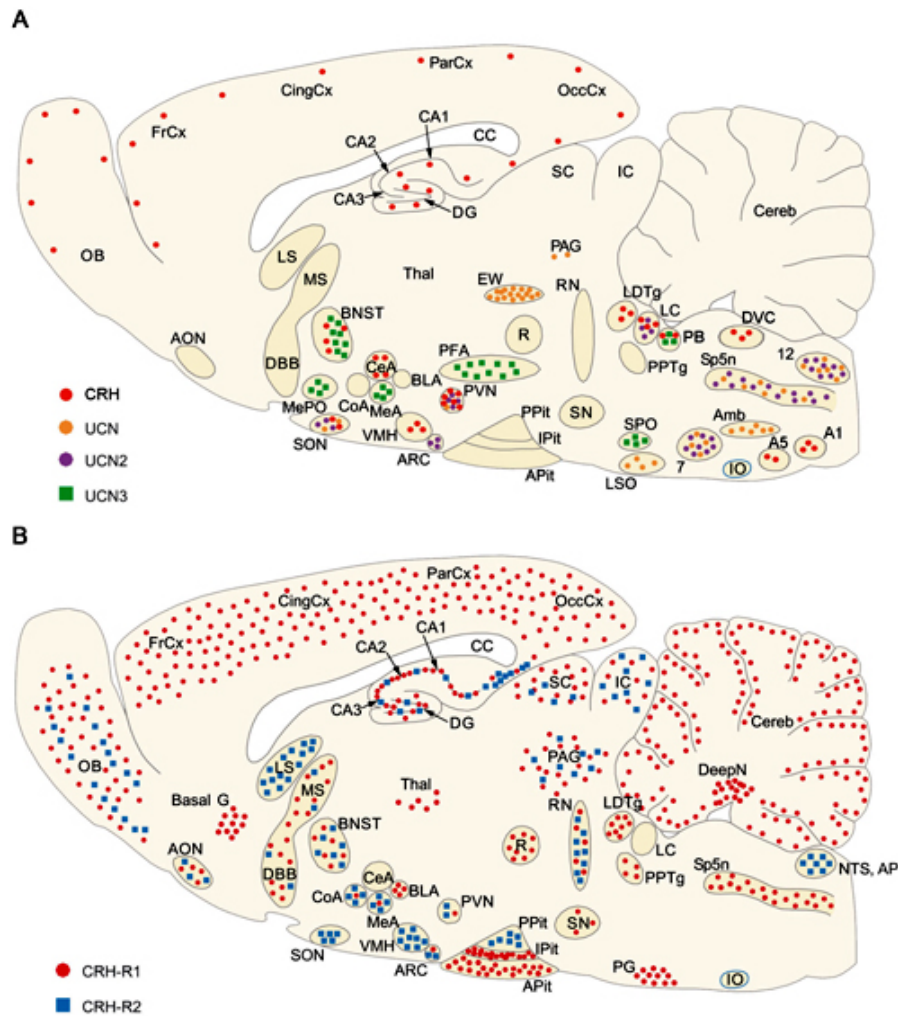 A
ParCx
CingCx
OccCx
FrCx
CA1
CA2
CC
SC
IC
CA3
DG
Cereb
OB
LS
MS
PAG
Thal
EW
RN
LDTg
LC
BNST
R
PB
DVC
AON
DBB
CeA
PFA
PPTg
Sp5n
12
BLA
PVN
CRH
MePO
CoA
MeA
PPit
SN
SPO
Amb
UCN
SON
VMH
IPit
A5
A1
UCN2
ARC
APit
LSO
7
IO
UCN3
B
ParCx
CingCx
OccCx
FrCx
CA1
CA2
CC
SC
IC
CA3
DG
Cereb
OB
LS
MS
PAG
Thal
DeepN
Basal G
RN
LDTg
BNST
R
LC
AON
DBB
CeA
BLA
PPTg
Sp5n
NTS, AP
CoA
PVN
MeA
PPit
SN
SON
VMH
IPit
ARC
APit
PG
IO
CRH-R1
CRH-R2